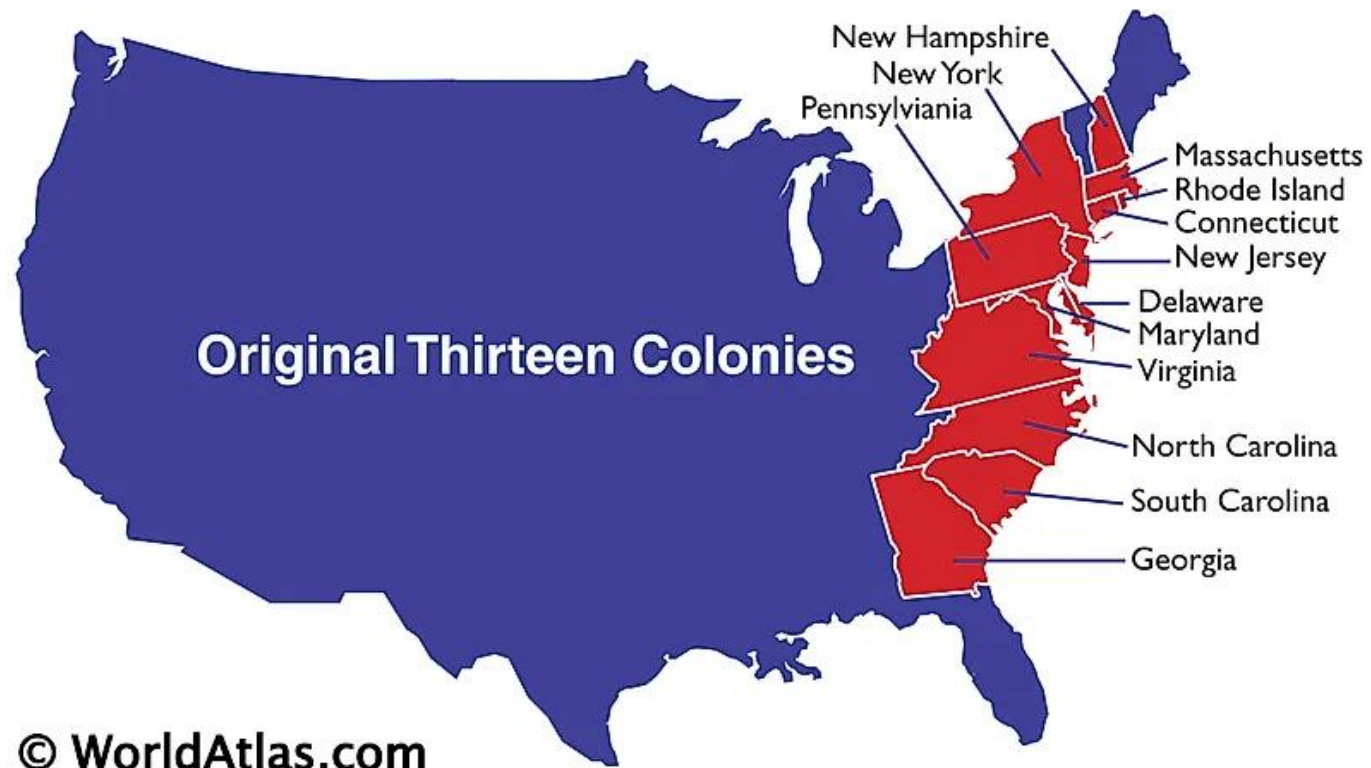 New Hampshire
New York
Pennsylviania
Massachusetts
Rhode Island
Connecticut
New Jersey
Delaware
Maryland
Virginia
Original Thirteen Colonies
North Carolina
South Carolina
Georgia
© WorldAtlas.com